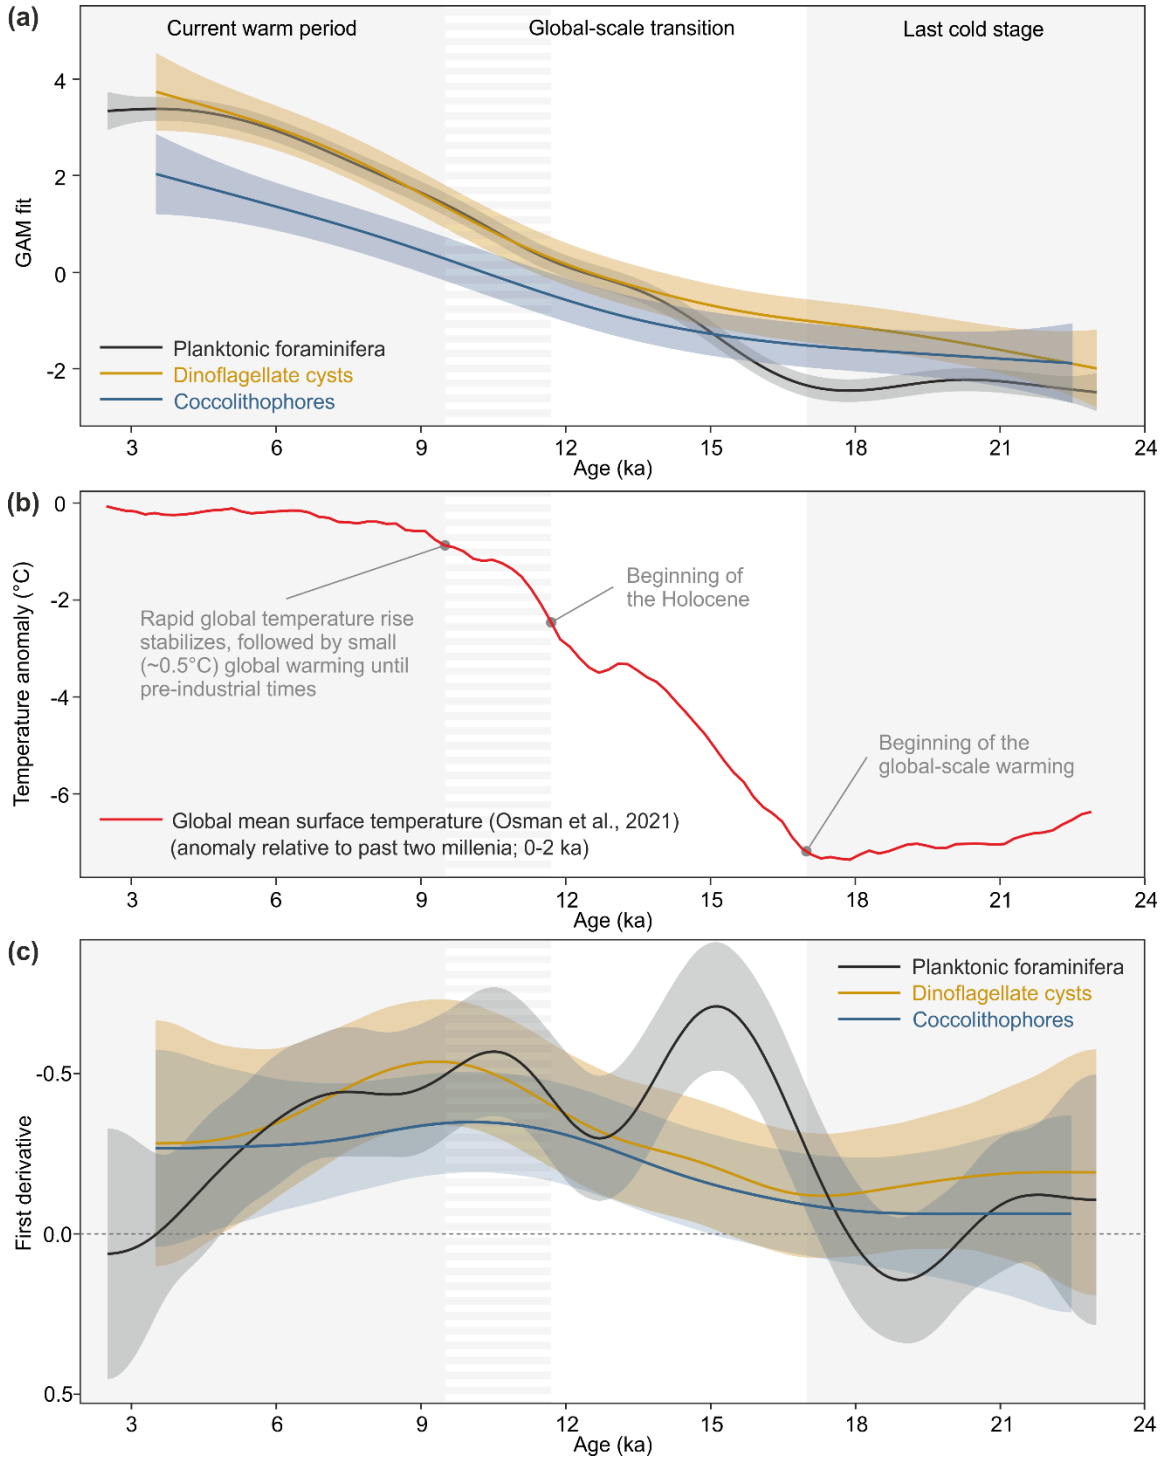 (a)
Current warm period
Global-scale transition
Last cold stage
4
2
0
-2
GAM fit
Planktonic foraminifera
Dinoflagellate cysts
Coccolithophores
3 6 9 12 15 18 21 24
Age (ka)
(b)
0
-2
-4
-6
Temperature anomaly (°C)
Rapid global temperature rise
stabilizes, followed by small
(~0.5°C) global warming until
pre-industrial times
Beginning of
the Holocene
Beginning of the
global-scale warming
Global mean surface temperature (Osman et al., 2021)
(anomaly relative to past two millenia; 0-2 ka)
3 6 9 12 15 18 21 24
Age (ka)
(c)
Planktonic foraminifera
Dinoflagellate cysts
Coccolithophores
-0.5
0.0
0.5
First derivative
3 6 9 12 15 18 21 24
Age (ka)